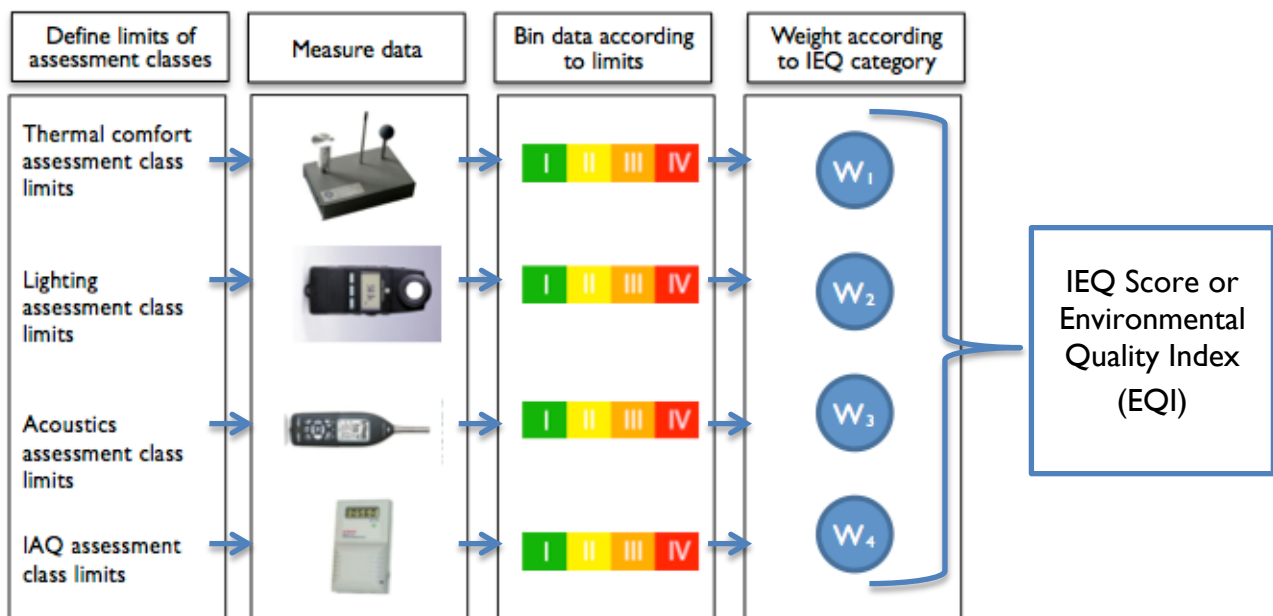 Define limits of
assessment classes
Measure data
Bin data according
to limits
Weight according
to IEQ category
Thermal comfort
assessment class
limits
I II III IV
W₁
Lighting
assessment class
limits
I II III IV
W₂
Acoustics
assessment class
limits
I II III IV
W₃
IAQ assessment
class limits
I II III IV
W₄
IEQ Score or
Environmental
Quality Index
(EQI)